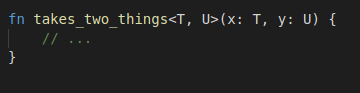 fn takes_two_things<T, U>(x: T, y: U) {
    // ...
}